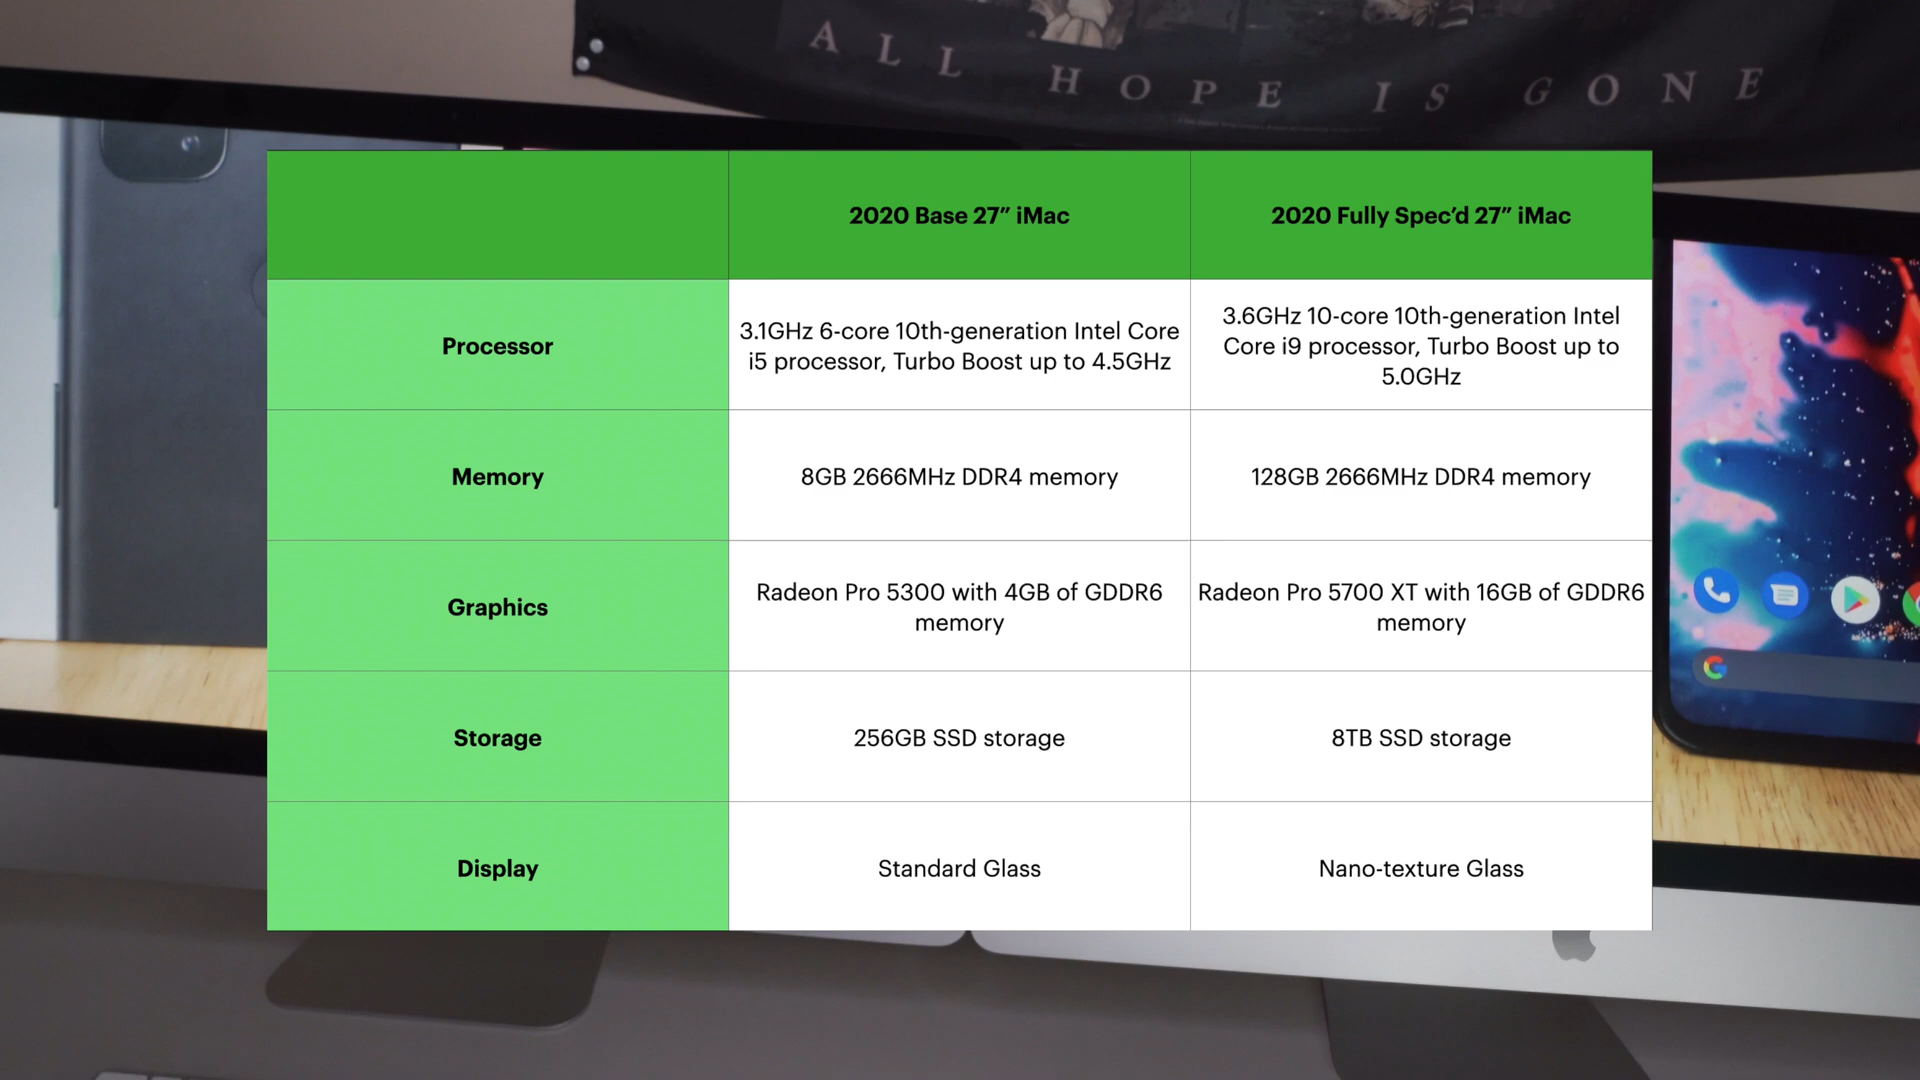 ALL HOPE IS GONE
2020 Base 27” iMac
2020 Fully Spec’d 27” iMac
Processor
3.1GHz 6-core 10th-generation Intel Core
i5 processor, Turbo Boost up to 4.5GHz
3.6GHz 10-core 10th-generation Intel
Core i9 processor, Turbo Boost up to
5.0GHz
Memory
8GB 2666MHz DDR4 memory
128GB 2666MHz DDR4 memory
Graphics
Radeon Pro 5300 with 4GB of GDDR6
memory
Radeon Pro 5700 XT with 16GB of GDDR6
memory
Storage
256GB SSD storage
8TB SSD storage
Display
Standard Glass
Nano-texture Glass